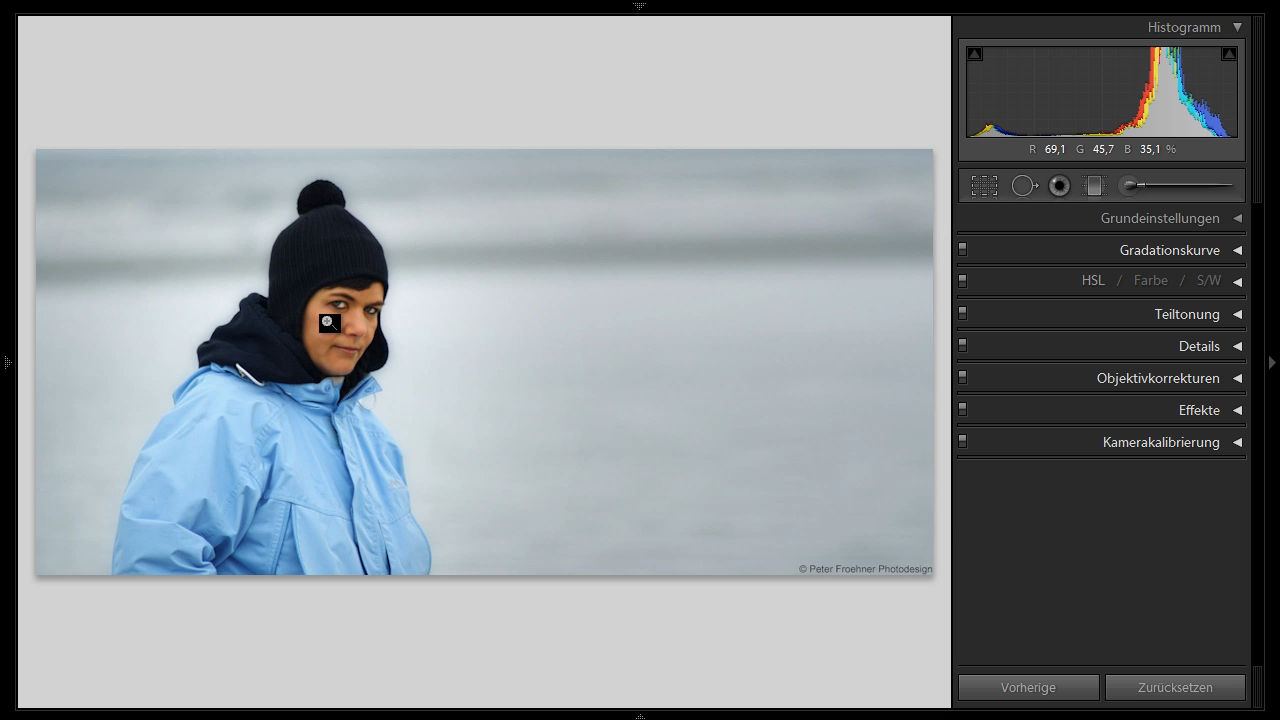 Histogramm
R 69,1 G 45,7 B 35,1 %
Grundeinstellungen
Gradationskurve
HSL / Farbe / S/W
Teiltonung
Details
Objektivkorrekturen
Effekte
Kamerakalibrierung
© Peter Froehner Photodesign
Vorherige Zurücksetzen